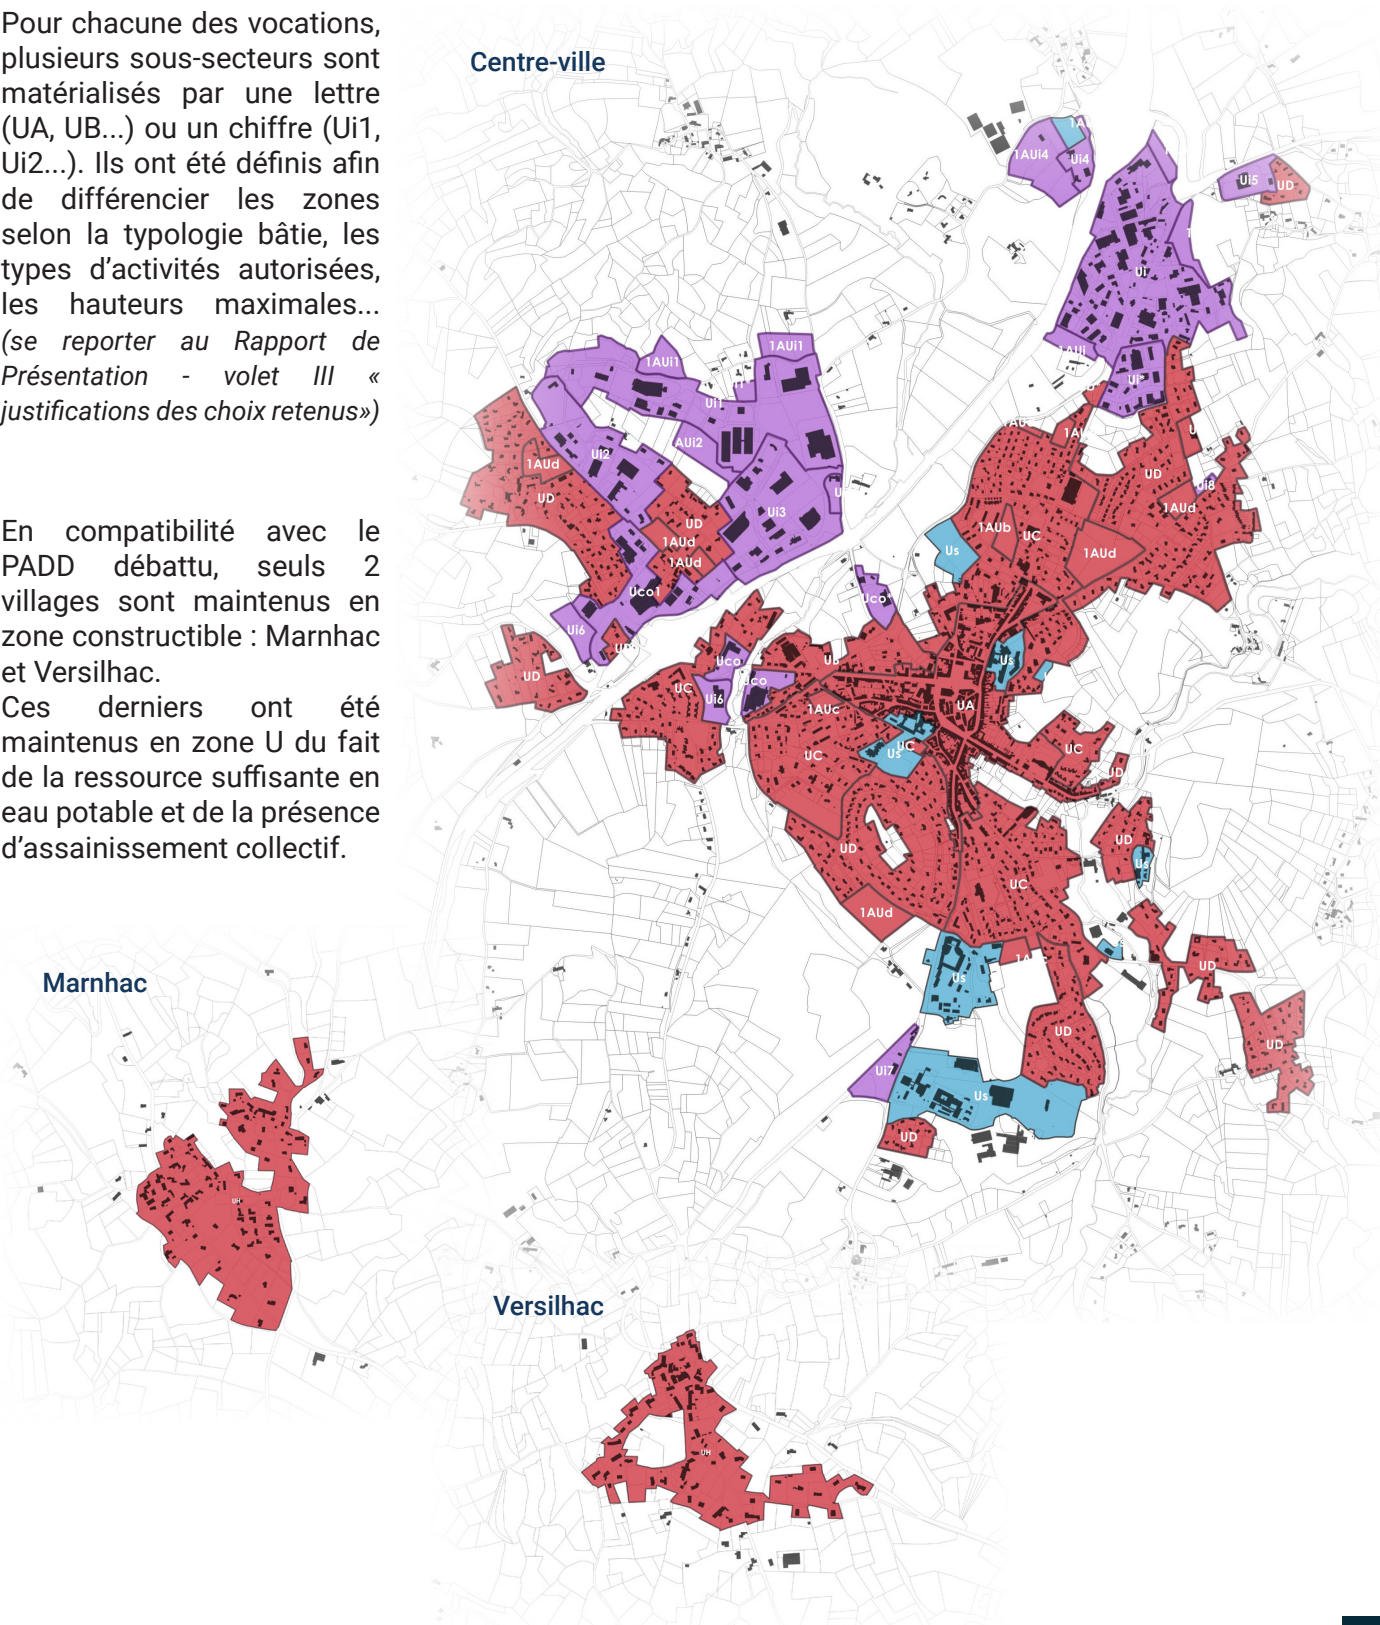 Pour chacune des vocations,
plusieurs sous-secteurs sont
matérialisés par une lettre
(UA, UB...) ou un chiffre (Ui1,
Ui2...). Ils ont été définis afin
de différencier les zones
selon la typologie bâtie, les
types d’activités autorisées,
les hauteurs maximales...
(se reporter au Rapport de
Présentation - volet III «
justifications des choix retenus»)
En compatibilité avec le
PADD débattu, seuls 2
villages sont maintenus en
zone constructible : Marnhac
et Versilhac.
Ces derniers ont été
maintenus en zone U du fait
de la ressource suffisante en
eau potable et de la présence
d’assainissement collectif.
Centre-ville
1AUi4
Ui4
Ui5
UD
Ui
1AUi
Ui*
1AUi1
1AUi1
Ui1
AUi2
Ui2
Ui3
1AUd
UD
UD
1AUd
1AUd
Uco1
Ui6
UD
UD
1AUd
Ui8
1AUb
UC
1AUd
Us
Uco*
Us
UC
Uco
Uco
Ui6
1AUc
UA
UC
UC
Us
UC
UD
UD
Us
UD
1AUd
UC
UD
Us
UD
UD
Ui7
Us
UD
Marnhac
UH
Versilhac
UH